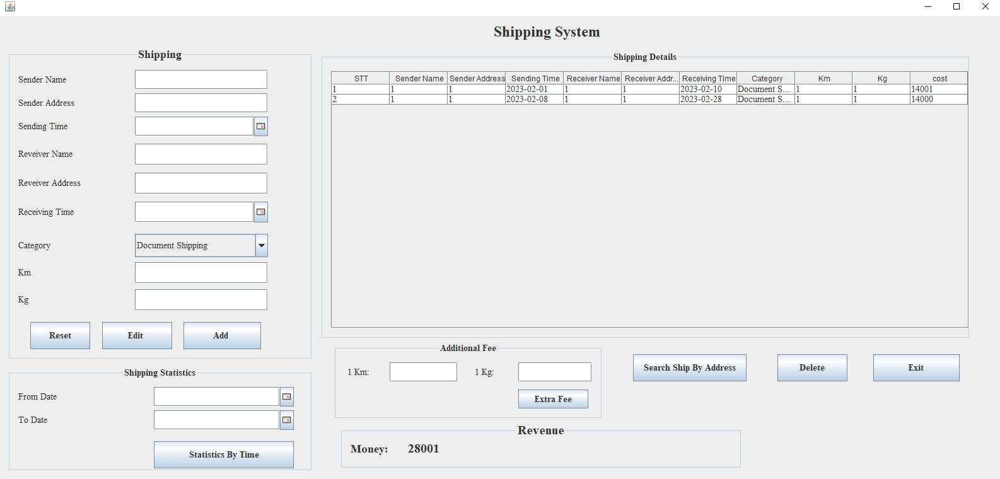 Shipping System
Shipping
Sender Name
Sender Address
Sending Time
Reveiver Name
Reveiver Address
Receiving Time
Category Document Shipping
Km
Kg
Reset Edit Add
Shipping Statistics
From Date
To Date
Statistics By Time
Shipping Details
STT Sender Name Sender Address Sending Time Receiver Name Receiver Addr... Receiving Time Category Km Kg cost
1 1 1 2023-02-01 1 1 2023-02-10 Document S... 1 1 14001
2 1 1 2023-02-08 1 1 2023-02-28 Document S... 1 1 14000
Additional Fee
1 Km: 1 Kg:
Extra Fee
Search Ship By Address Delete Exit
Revenue
Money: 28001